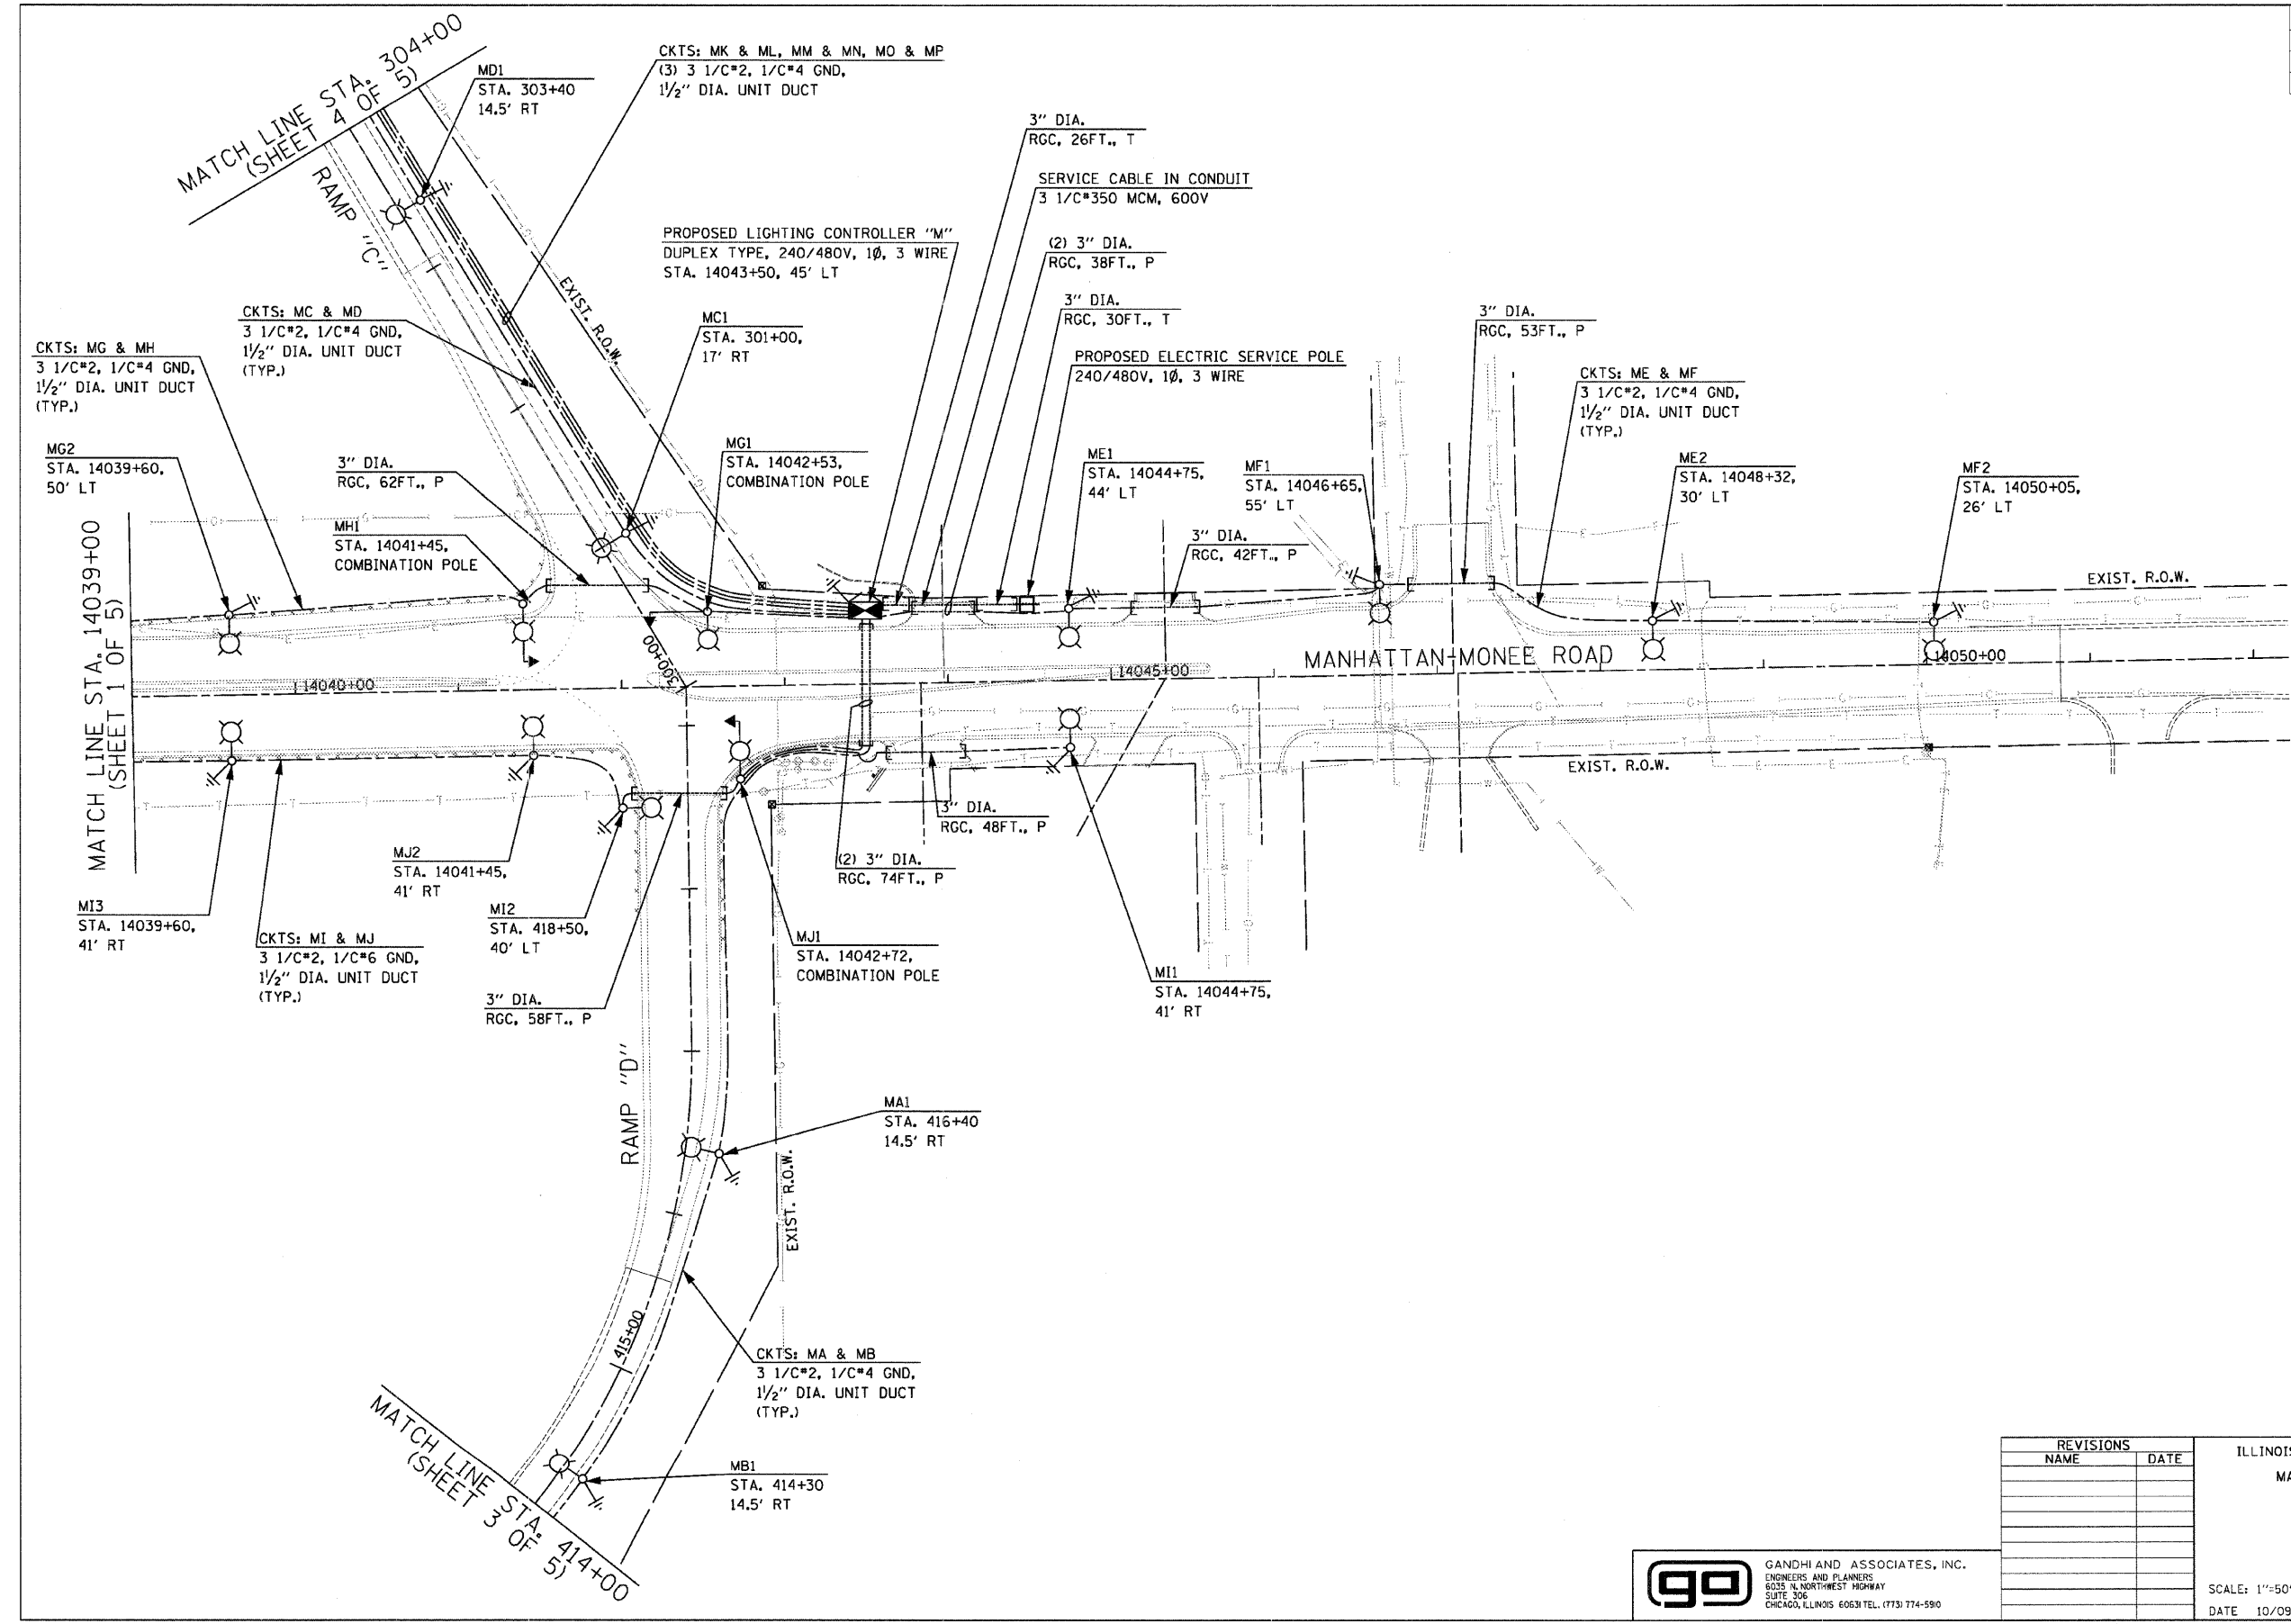 MATCH LINE STA. 304+00
(SHEET 4 OF 5)
MD1
STA. 303+40
14.5' RT
CKTS: MK & ML, MM & MN, MO & MP
(3) 3 1/C#2, 1/C#4 GND,
1½" DIA. UNIT DUCT
3" DIA.
RGC, 26FT., T
SERVICE CABLE IN CONDUIT
3 1/C#350 MCM, 600V
RAMP "C"
PROPOSED LIGHTING CONTROLLER "M"
DUPLEX TYPE, 240/480V, 1Ø, 3 WIRE
STA. 14043+50, 45' LT
(2) 3" DIA.
RGC, 38FT., P
EXIST. R.O.W.
3" DIA.
RGC, 30FT., T
CKTS: MC & MD
3 1/C#2, 1/C#4 GND,
1½" DIA. UNIT DUCT
(TYP.)
MC1
STA. 301+00,
17' RT
3" DIA.
RGC, 53FT., P
CKTS: MG & MH
3 1/C#2, 1/C#4 GND,
1½" DIA. UNIT DUCT
(TYP.)
PROPOSED ELECTRIC SERVICE POLE
240/480V, 1Ø, 3 WIRE
CKTS: ME & MF
3 1/C#2, 1/C#4 GND,
1½" DIA. UNIT DUCT
(TYP.)
MG2
STA. 14039+60,
50' LT
3" DIA.
RGC, 62FT., P
MG1
STA. 14042+53,
COMBINATION POLE
ME1
STA. 14044+75,
44' LT
MF1
STA. 14046+65,
55' LT
ME2
STA. 14048+32,
30' LT
MF2
STA. 14050+05,
26' LT
MH1
STA. 14041+45,
COMBINATION POLE
3" DIA.
RGC, 42FT., P
MATCH LINE STA. 14039+00
(SHEET 1 OF 5)
EXIST. R.O.W.
300+00
MANHATTAN-MONEE ROAD
14040+00
14045+00
14050+00
EXIST. R.O.W.
3" DIA.
RGC, 48FT., P
(2) 3" DIA.
RGC, 74FT., P
MJ2
STA. 14041+45,
41' RT
MI3
STA. 14039+60,
41' RT
MI2
STA. 418+50,
40' LT
CKTS: MI & MJ
3 1/C#2, 1/C#6 GND,
1½" DIA. UNIT DUCT
(TYP.)
MJ1
STA. 14042+72,
COMBINATION POLE
MI1
STA. 14044+75,
41' RT
3" DIA.
RGC, 58FT., P
RAMP "D"
MA1
STA. 416+40
14.5' RT
EXIST. R.O.W.
415+00
CKTS: MA & MB
3 1/C#2, 1/C#4 GND,
1½" DIA. UNIT DUCT
(TYP.)
MATCH LINE STA. 414+00
(SHEET 3 OF 5)
MB1
STA. 414+30
14.5' RT
REVISIONS
NAME DATE
ILLINOIS
MA
go
GANDHI AND ASSOCIATES, INC.
ENGINEERS AND PLANNERS
6035 N. NORTHWEST HIGHWAY
SUITE 306
CHICAGO, ILLINOIS 60631 TEL. (773) 774-5910
SCALE: 1"=50'
DATE 10/09